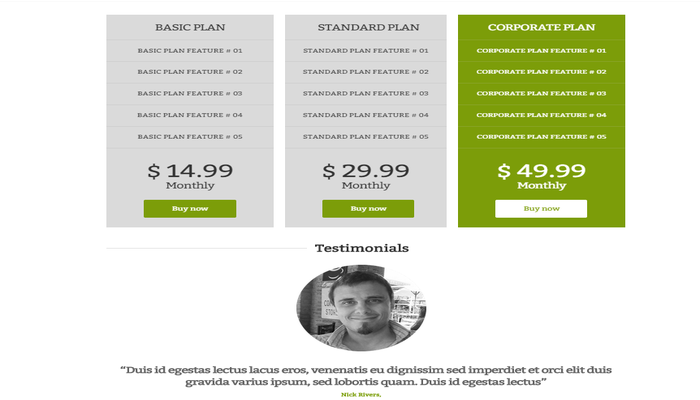 BASIC PLAN
BASIC PLAN FEATURE # 01
BASIC PLAN FEATURE # 02
BASIC PLAN FEATURE # 03
BASIC PLAN FEATURE # 04
BASIC PLAN FEATURE # 05
$ 14.99
Monthly
Buy now
STANDARD PLAN
STANDARD PLAN FEATURE # 01
STANDARD PLAN FEATURE # 02
STANDARD PLAN FEATURE # 03
STANDARD PLAN FEATURE # 04
STANDARD PLAN FEATURE # 05
$ 29.99
Monthly
Buy now
CORPORATE PLAN
CORPORATE PLAN FEATURE # 01
CORPORATE PLAN FEATURE # 02
CORPORATE PLAN FEATURE # 03
CORPORATE PLAN FEATURE # 04
CORPORATE PLAN FEATURE # 05
$ 49.99
Monthly
Buy now
Testimonials
“Duis id egestas lectus lacus eros, venenatis eu dignissim sed imperdiet et orci elit duis
gravida varius ipsum, sed lobortis quam. Duis id egestas lectus”
Nick Rivers,